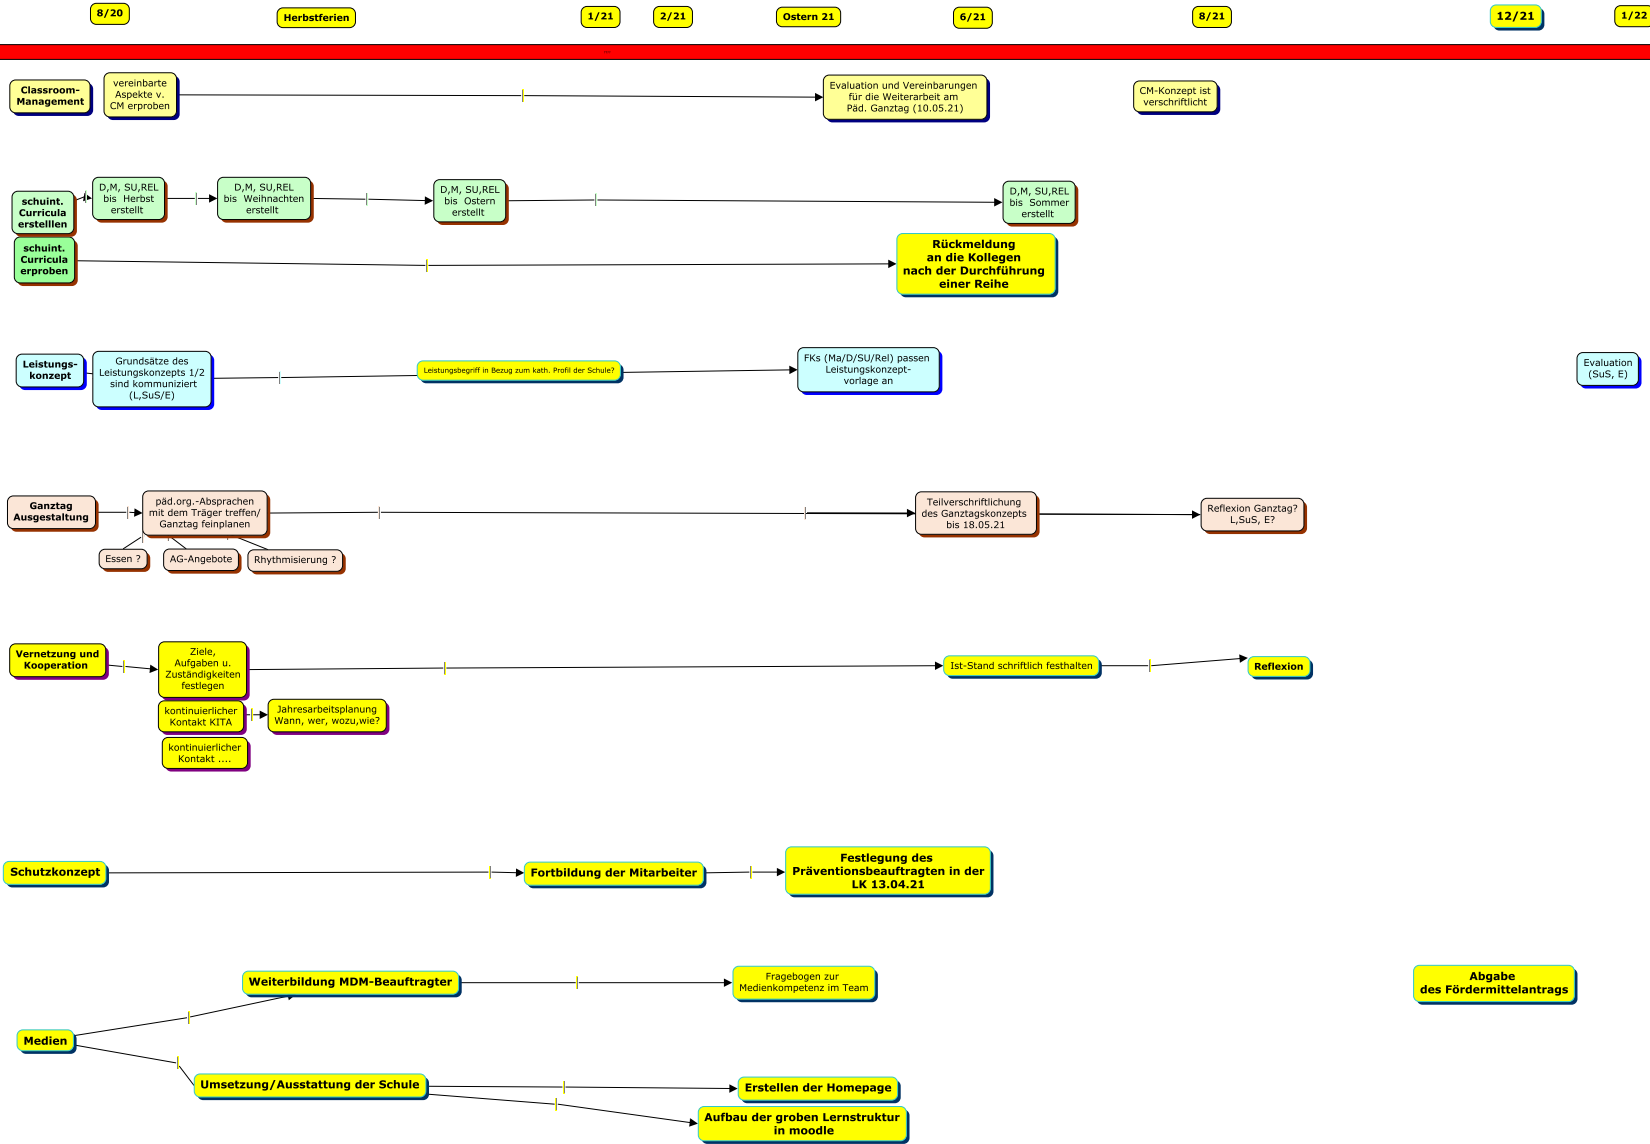 8/20
Herbstferien
1/21
2/21
Ostern 21
6/21
8/21
12/21
1/22
Classroom-
Management
vereinbarte
Aspekte v.
CM erproben
Evaluation und Vereinbarungen
für die Weiterarbeit am
Päd. Ganztag (10.05.21)
CM-Konzept ist
verschriftlicht
schuint.
Curricula
erstelllen
D,M, SU,REL
bis Herbst
erstellt
D,M, SU,REL
bis Weihnachten
erstellt
D,M, SU,REL
bis Ostern
erstellt
D,M, SU,REL
bis Sommer
erstellt
schuint.
Curricula
erproben
Rückmeldung
an die Kollegen
nach der Durchführung
einer Reihe
Leistungs-
konzept
Grundsätze des
Leistungskonzepts 1/2
sind kommuniziert
(L,SuS/E)
Leistungsbegriff in Bezug zum kath. Profil der Schule?
FKs (Ma/D/SU/Rel) passen
Leistungskonzept-
vorlage an
Evaluation
(SuS, E)
Ganztag
Ausgestaltung
päd.org.-Absprachen
mit dem Träger treffen/
Ganztag feinplanen
Teilverschriftlichung
des Ganztagskonzepts
bis 18.05.21
Reflexion Ganztag?
L,SuS, E?
Essen ?
AG-Angebote
Rhythmisierung ?
Vernetzung und
Kooperation
Ziele,
Aufgaben u.
Zuständigkeiten
festlegen
Ist-Stand schriftlich festhalten
Reflexion
kontinuierlicher
Kontakt KITA
Jahresarbeitsplanung
Wann, wer, wozu,wie?
kontinuierlicher
Kontakt ....
Schutzkonzept
Fortbildung der Mitarbeiter
Festlegung des
Präventionsbeauftragten in der
LK 13.04.21
Weiterbildung MDM-Beauftragter
Fragebogen zur
Medienkompetenz im Team
Abgabe
des Fördermittelantrags
Medien
Umsetzung/Ausstattung der Schule
Erstellen der Homepage
Aufbau der groben Lernstruktur
in moodle